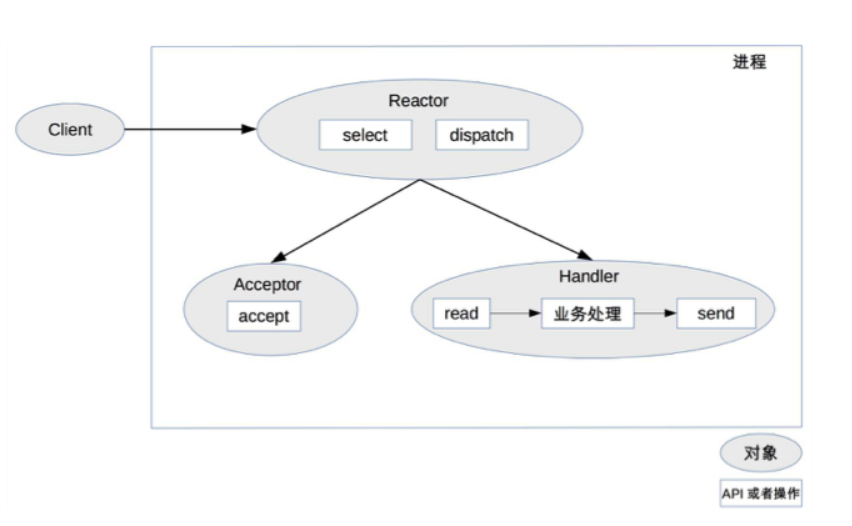 进程
Reactor
Client
select
dispatch
Acceptor
accept
Handler
read
业务处理
send
对象
API 或者操作